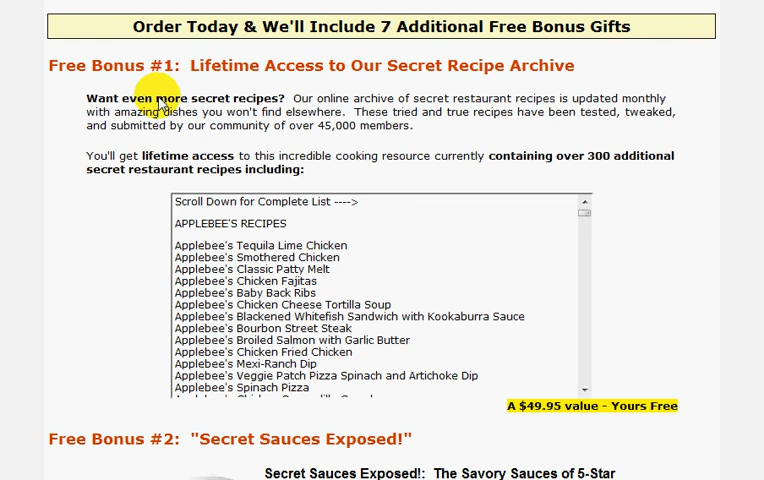 Order Today & We'll Include 7 Additional Free Bonus Gifts
Free Bonus #1: Lifetime Access to Our Secret Recipe Archive
Want even more secret recipes? Our online archive of secret restaurant recipes is updated monthly
with amazing dishes you won't find elsewhere. These tried and true recipes have been tested, tweaked,
and submitted by our community of over 45,000 members.
You'll get lifetime access to this incredible cooking resource currently containing over 300 additional
secret restaurant recipes including:
Scroll Down for Complete List ---->
APPLEBEE'S RECIPES
Applebee's Tequila Lime Chicken
Applebee's Smothered Chicken
Applebee's Classic Patty Melt
Applebee's Chicken Fajitas
Applebee's Baby Back Ribs
Applebee's Chicken Cheese Tortilla Soup
Applebee's Blackened Whitefish Sandwich with Kookaburra Sauce
Applebee's Bourbon Street Steak
Applebee's Broiled Salmon with Garlic Butter
Applebee's Chicken Fried Chicken
Applebee's Mexi-Ranch Dip
Applebee's Veggie Patch Pizza Spinach and Artichoke Dip
Applebee's Spinach Pizza
A $49.95 value - Yours Free
Free Bonus #2: "Secret Sauces Exposed!"
Secret Sauces Exposed!: The Savory Sauces of 5-Star